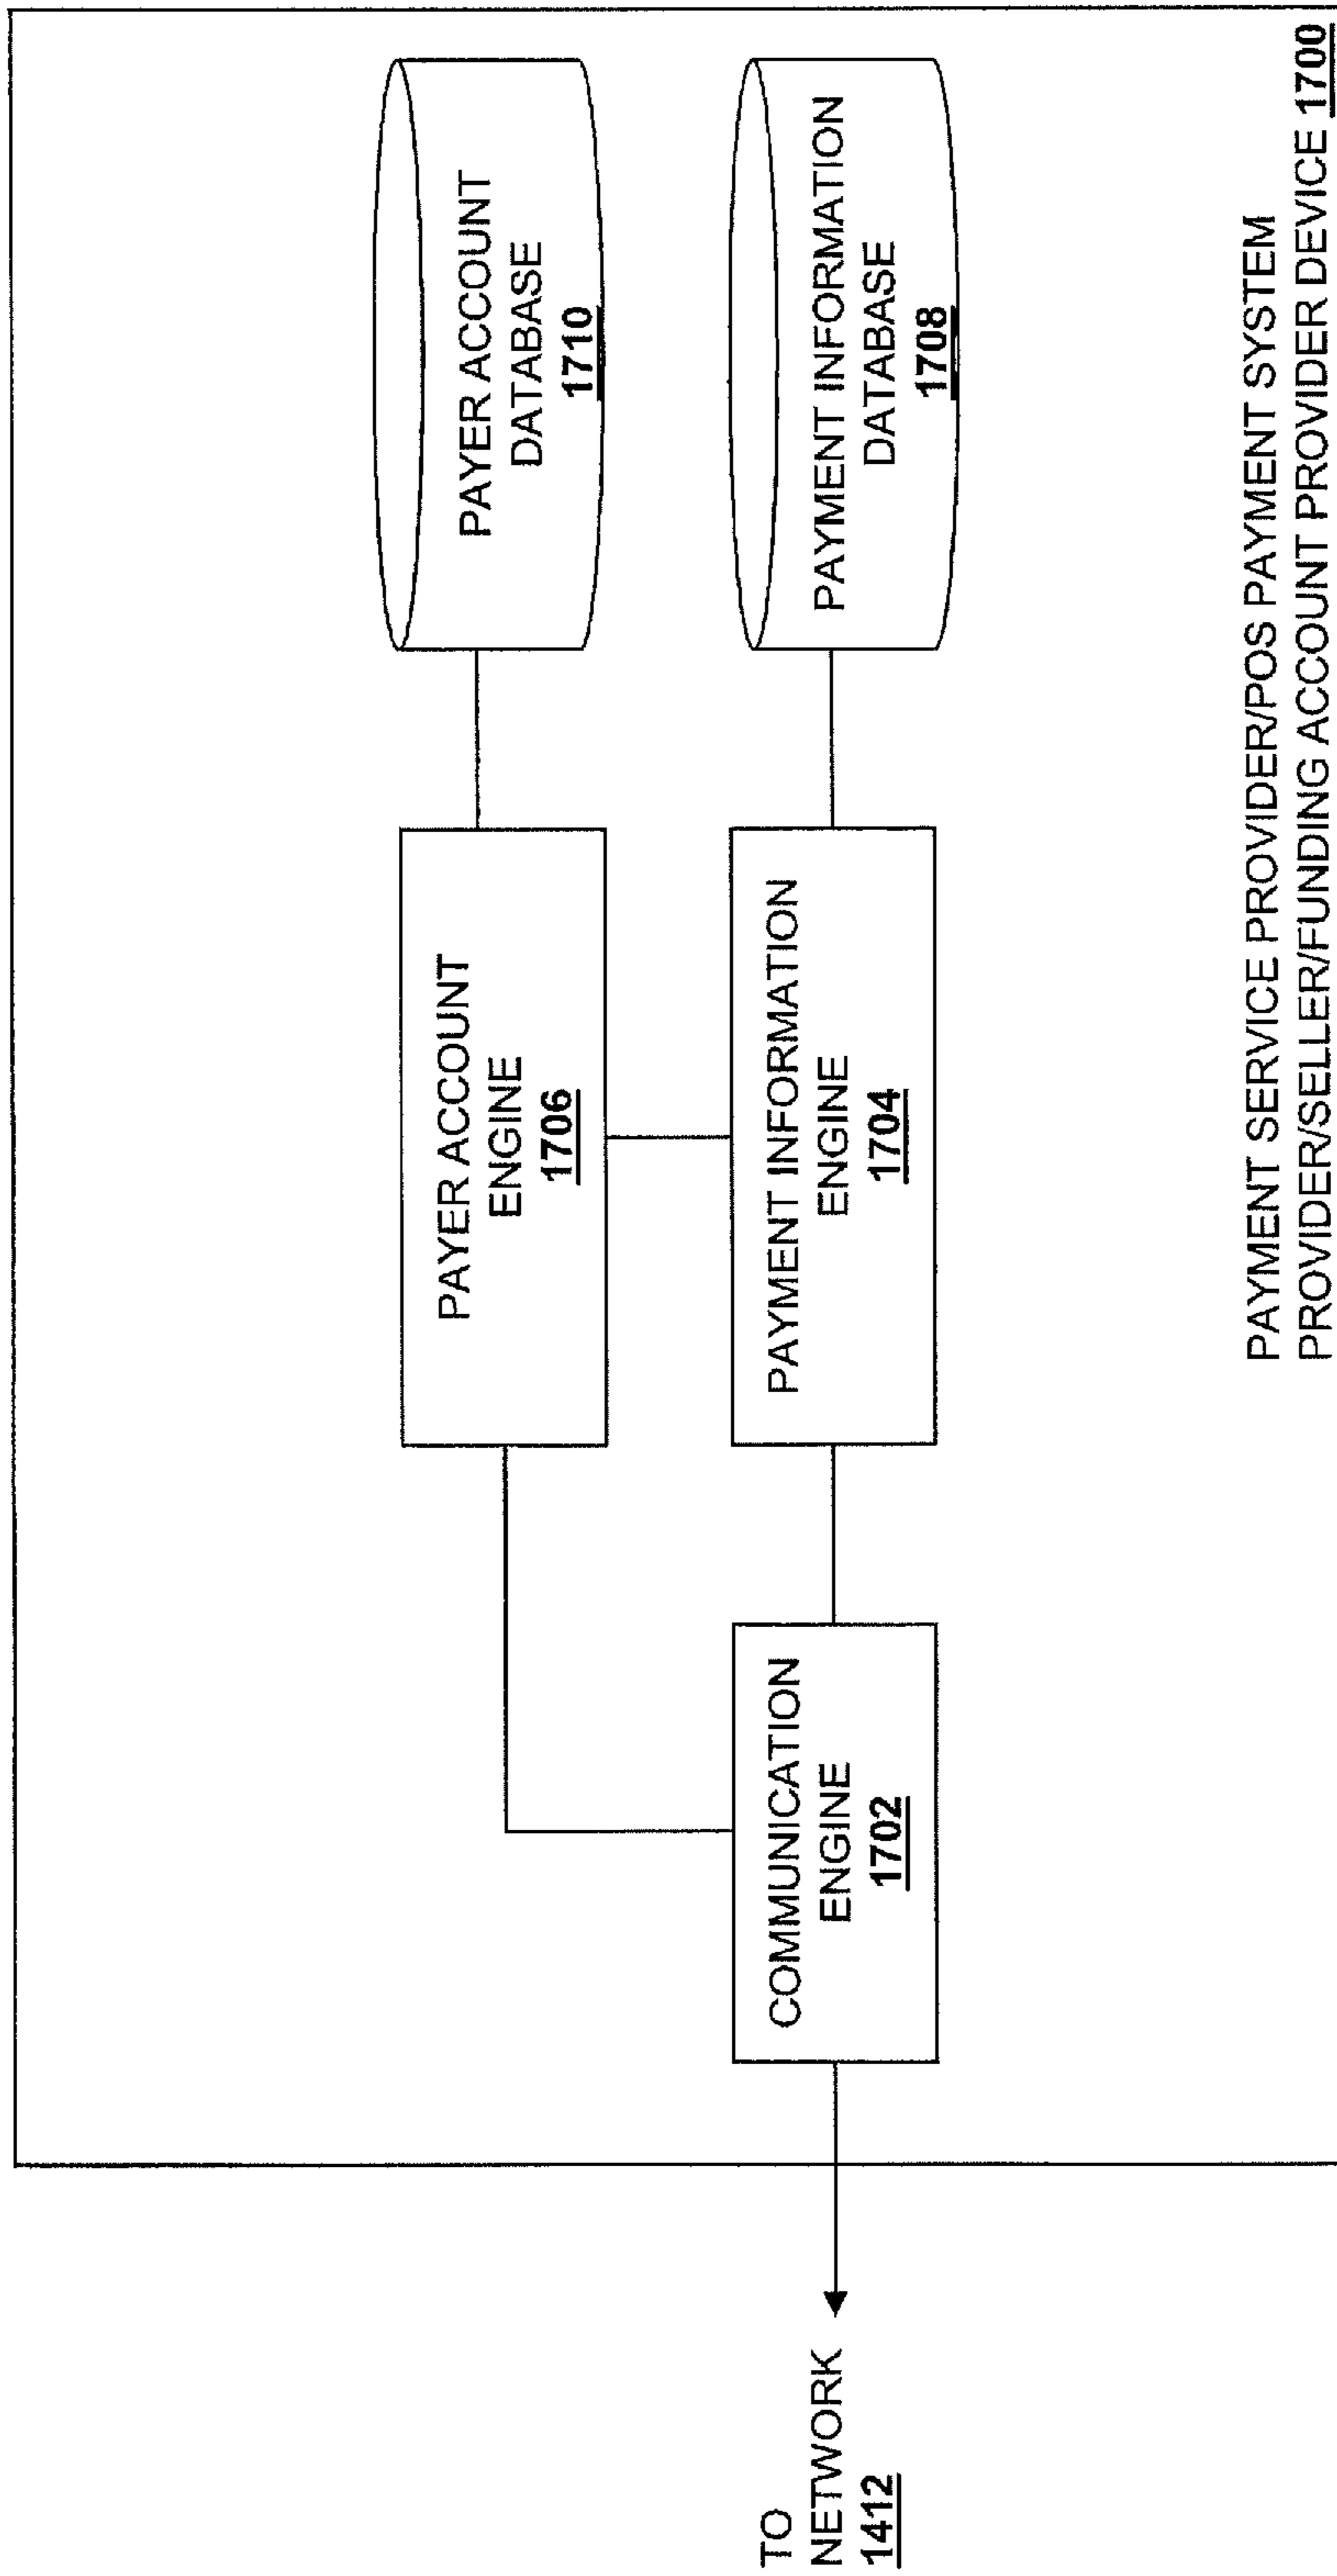 PAYER ACCOUNT
DATABASE
1710
PAYMENT INFORMATION
DATABASE
1708
PAYER ACCOUNT
ENGINE
1706
PAYMENT INFORMATION
ENGINE
1704
COMMUNICATION
ENGINE
1702
TO
NETWORK
1412
PAYMENT SERVICE PROVIDER/POS PAYMENT SYSTEM
PROVIDER/SELLER/FUNDING ACCOUNT PROVIDER DEVICE 1700